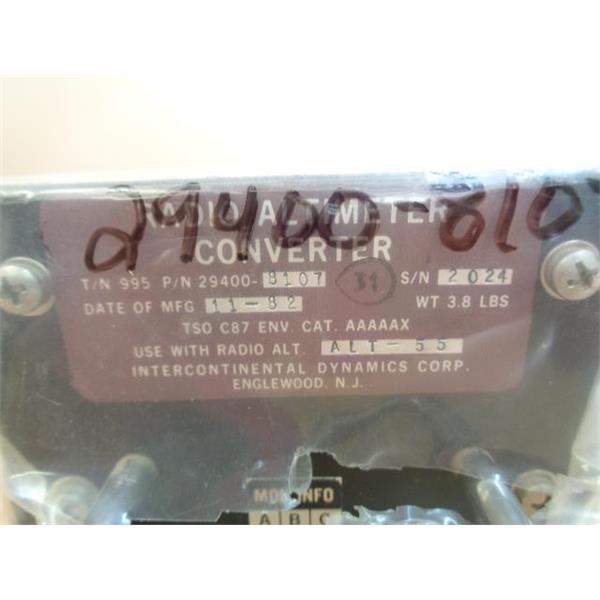 29400-810
RADIO ALTIMETER
CONVERTER
T/N 995 P/N 29400-8107 31 S/N 2024
DATE OF MFG 11-82 WT 3.8 LBS
TSO C87 ENV. CAT. AAAAAX
USE WITH RADIO ALT. ALT-55
INTERCONTINENTAL DYNAMICS CORP.
ENGLEWOOD, N.J.
MOD INFO
A B C